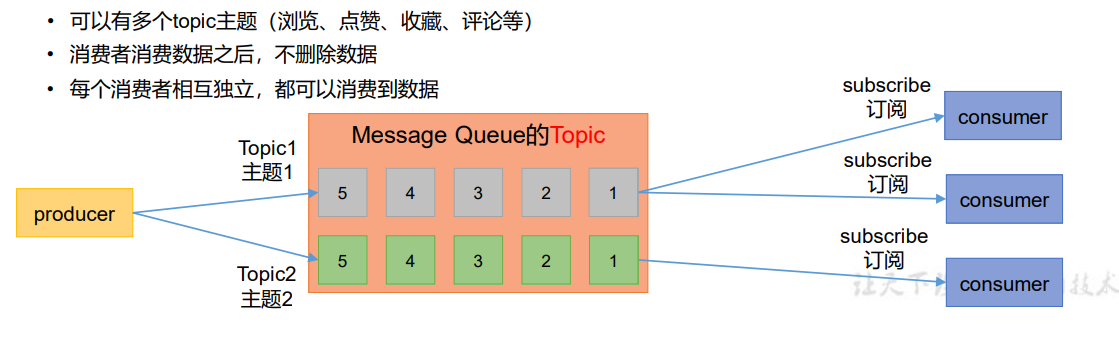 • 可以有多个topic主题（浏览、点赞、收藏、评论等）
• 消费者消费数据之后，不删除数据
• 每个消费者相互独立，都可以消费到数据
Message Queue的Topic
Topic1
主题1
5 4 3 2 1
producer
5 4 3 2 1
Topic2
主题2
subscribe
订阅
consumer
subscribe
订阅
consumer
subscribe
订阅
consumer
让天下
技术